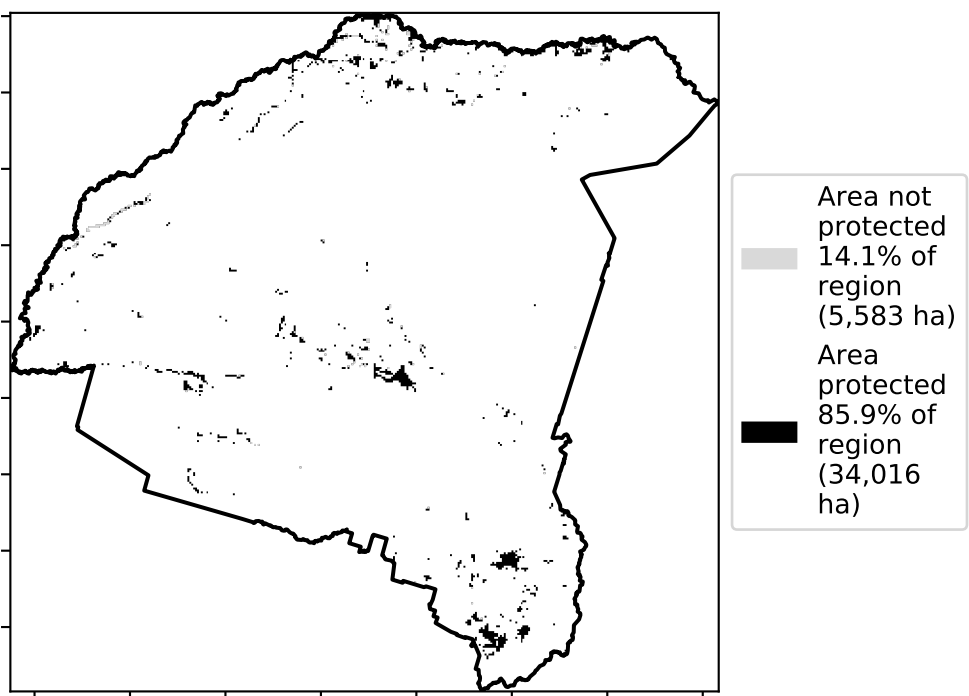 Area not
protected
14.1% of
region
(5,583 ha)
Area
protected
85.9% of
region
(34,016
ha)